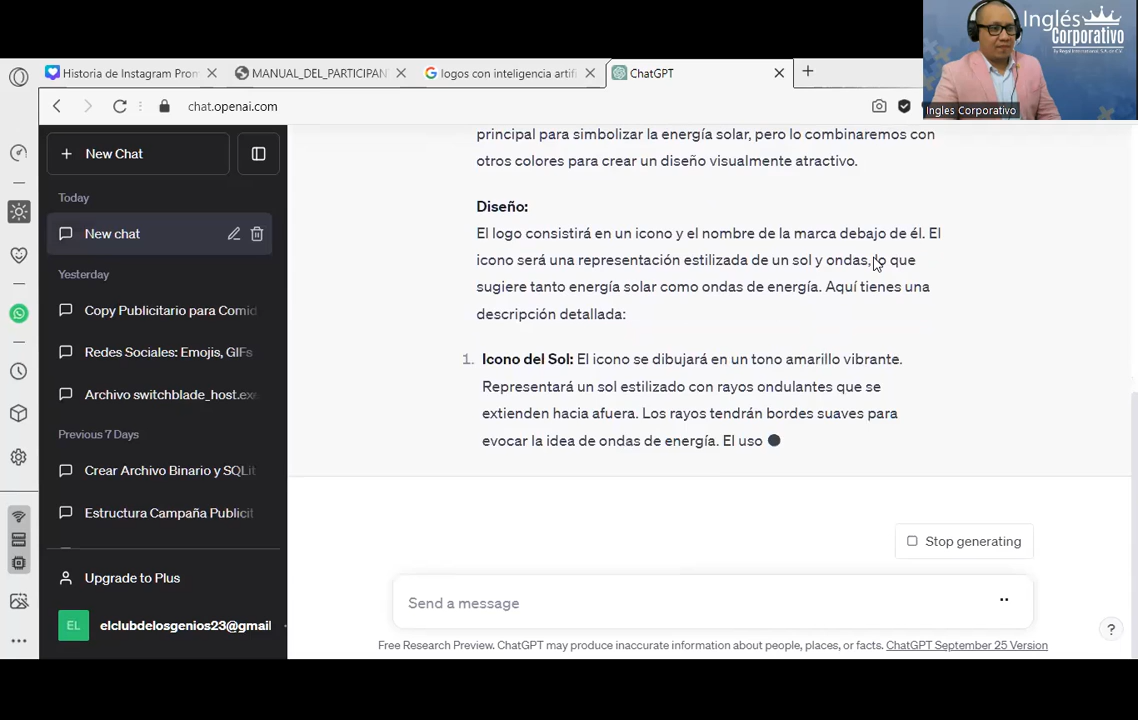 Inglés
Corporativo
by Regal International, S.A. de C.V.
Ingles Corporativo
Historia de Instagram Prom
MANUAL_DEL_PARTICIPAN
logos con inteligencia artifi
ChatGPT
chat.openai.com
New Chat
Today
New chat
Yesterday
Copy Publicitario para Comid
Redes Sociales: Emojis, GIFs
Archivo switchblade_host.ex
Previous 7 Days
Crear Archivo Binario y SQLit
Estructura Campaña Publicit
Upgrade to Plus
EL
elclubdelosgenios23@gmail
principal para simbolizar la energía solar, pero lo combinaremos con
otros colores para crear un diseño visualmente atractivo.
Diseño:
El logo consistirá en un icono y el nombre de la marca debajo de él. El
icono será una representación estilizada de un sol y ondas, lo que
sugiere tanto energía solar como ondas de energía. Aquí tienes una
descripción detallada:
1. Icono del Sol: El icono se dibujará en un tono amarillo vibrante.
Representará un sol estilizado con rayos ondulantes que se
extienden hacia afuera. Los rayos tendrán bordes suaves para
evocar la idea de ondas de energía. El uso
Stop generating
Send a message
Free Research Preview. ChatGPT may produce inaccurate information about people, places, or facts. ChatGPT September 25 Version
?